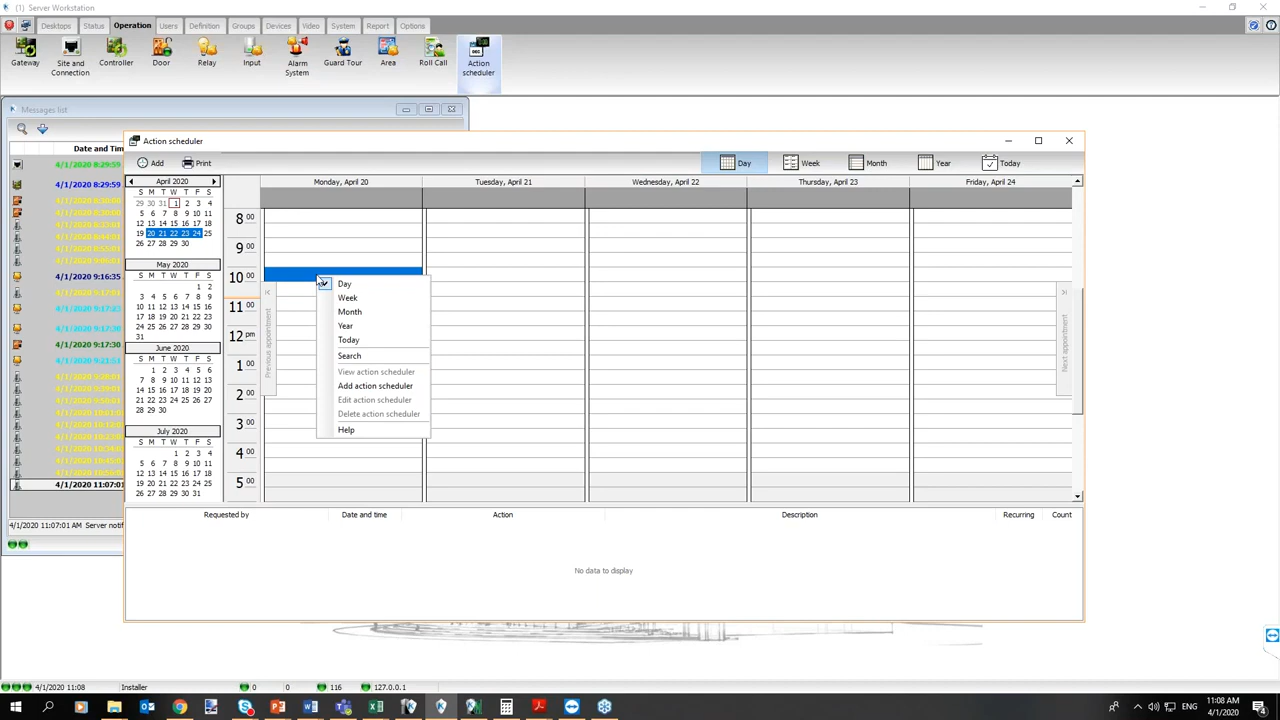 (1) Server Workstation
Desktops Status Operation Users Definition Groups Devices Video System Report Options
Gateway Site and Connection Controller Door Relay Input Alarm System Guard Tour Area Roll Call Action scheduler
Messages list
Date and Tim
4/1/2020 8:29:59
4/1/2020 8:29:59
4/1/2020 9:16:35
4/1/2020 9:17:23
4/1/2020 9:17:30
4/1/2020 11:07:01
4/1/2020 11:07:01 AM Server notif
Action scheduler
Add Print Day Week Month Year Today
April 2020
S M T W T F S
29 30 31 1 2 3 4
5 6 7 8 9 10 11
12 13 14 15 16 17 18
19 20 21 22 23 24 25
26 27 28 29 30
May 2020
S M T W T F S
1 2
3 4 5 6 7 8 9
10 11 12 13 14 15 16
17 18 19 20 21 22 23
24 25 26 27 28 29 30
31
June 2020
S M T W T F S
1 2 3 4 5 6
7 8 9 10 11 12 13
14 15 16 17 18 19 20
21 22 23 24 25 26 27
28 29 30
July 2020
S M T W T F S
1 2 3 4
5 6 7 8 9 10 11
12 13 14 15 16 17 18
19 20 21 22 23 24 25
26 27 28 29 30 31
Monday, April 20 Tuesday, April 21 Wednesday, April 22 Thursday, April 23 Friday, April 24
8 00
9 00
10 00
11 00
12 pm
1 00
2 00
3 00
4 00
5 00
Previous appointment
Next appointment
Day
Week
Month
Year
Today
Search
View action scheduler
Add action scheduler
Edit action scheduler
Delete action scheduler
Help
Requested by Date and time Action Description Recurring Count
No data to display
4/1/2020 11:08 Installer 0 0 116 127.0.0.1
ENG
11:08 AM
4/1/2020
4